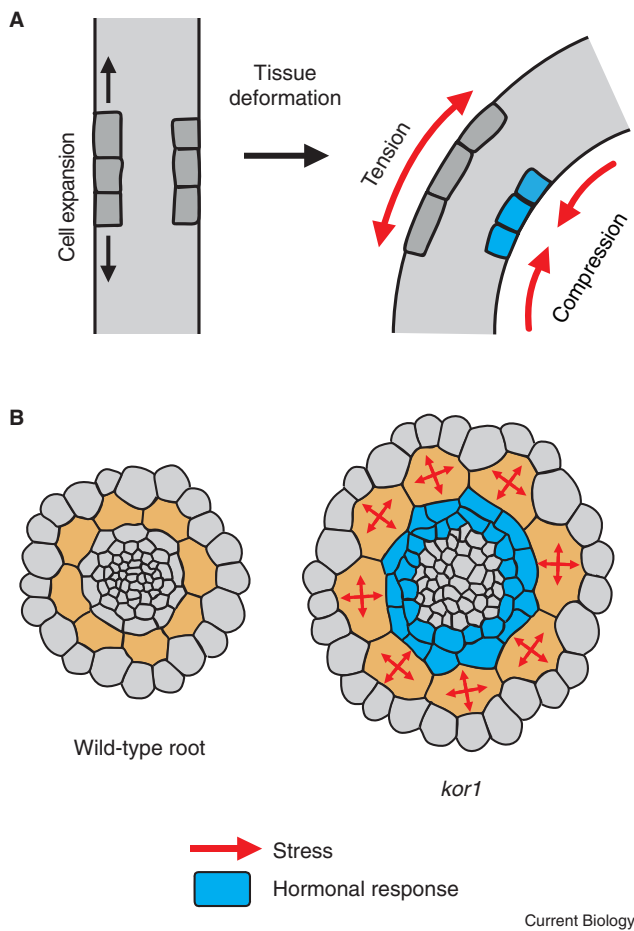 A
Cell expansion
Tissue
deformation
Tension
Compression
B
Wild-type root
kor1
Stress
Hormonal response
Current Biology